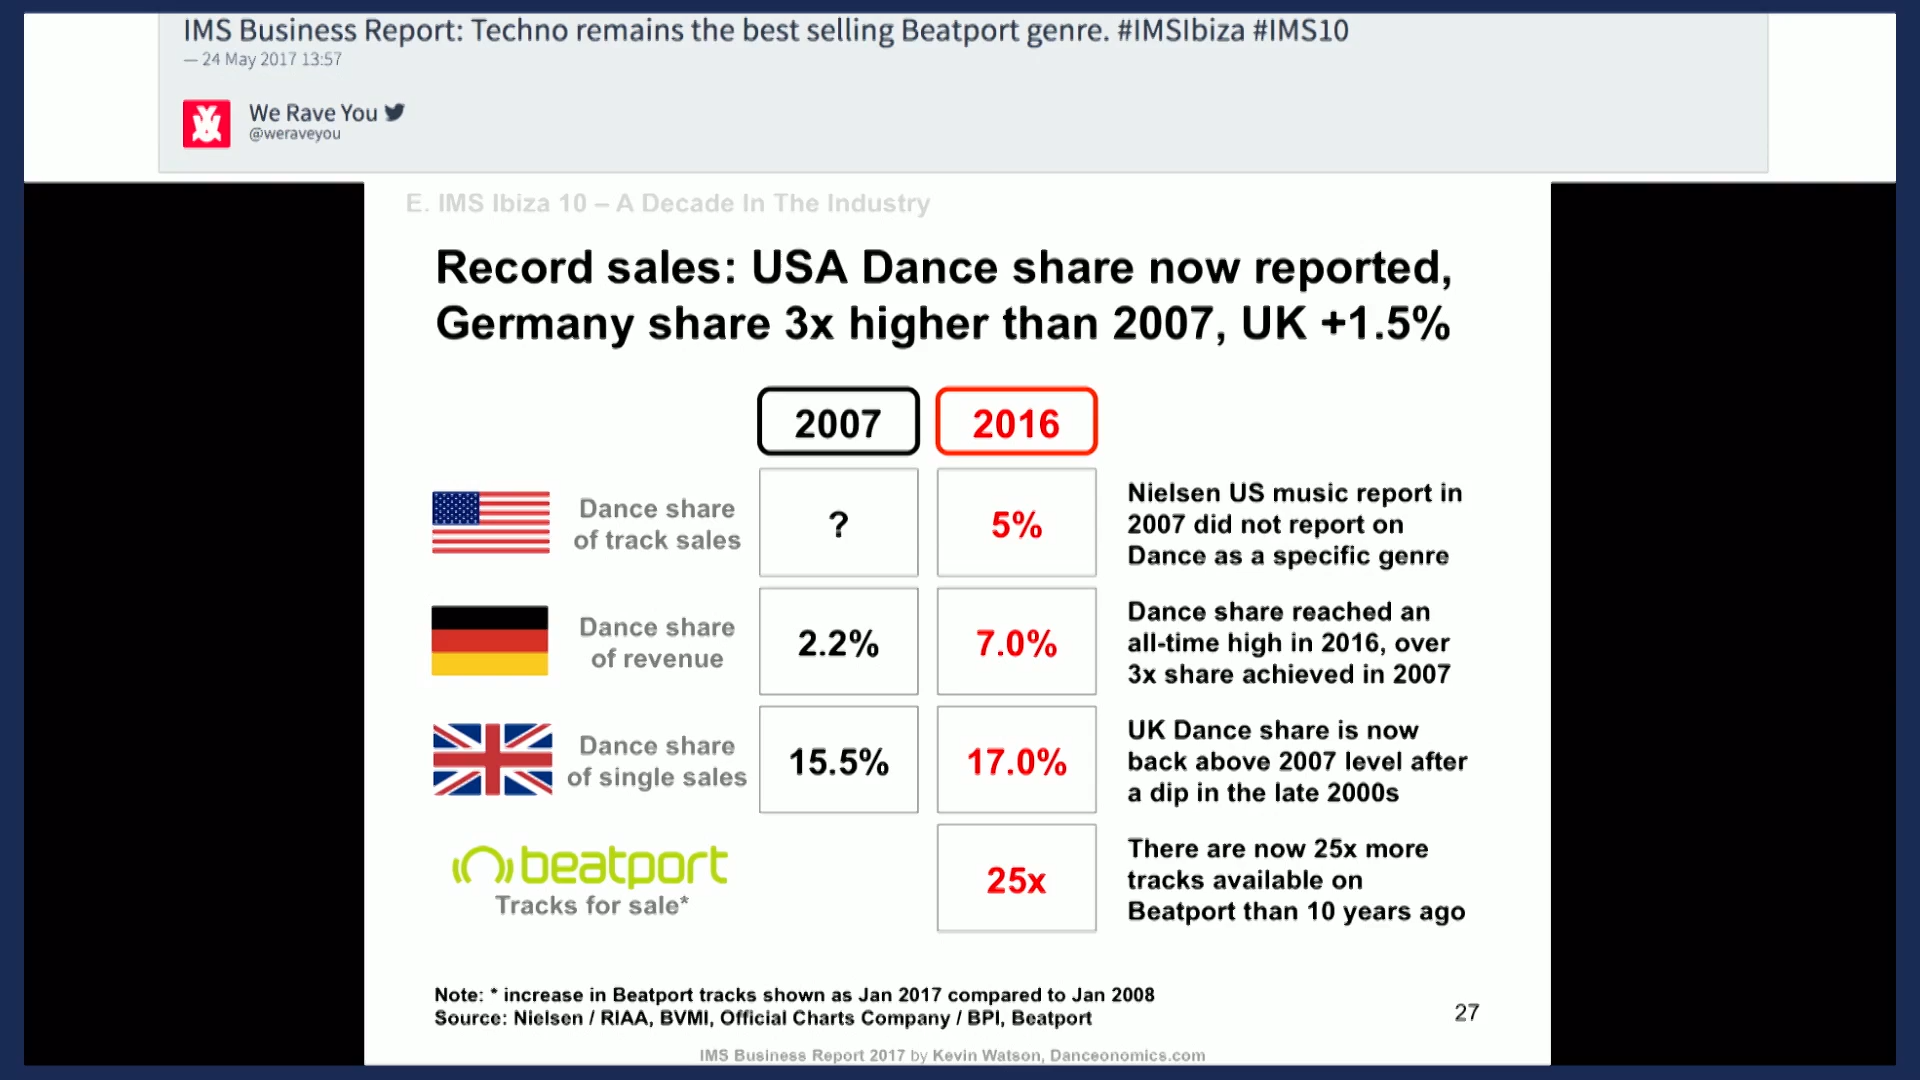 IMS Business Report: Techno remains the best selling Beatport genre. #IMSIbiza #IMS10
— 24 May 2017 13:57
We Rave You
@weraveyou
E. IMS Ibiza 10 – A Decade In The Industry
Record sales: USA Dance share now reported,
Germany share 3x higher than 2007, UK +1.5%
2007 2016
Dance share
of track sales
?
5%
Nielsen US music report in
2007 did not report on
Dance as a specific genre
Dance share
of revenue
2.2%
7.0%
Dance share reached an
all-time high in 2016, over
3x share achieved in 2007
Dance share
of single sales
15.5%
17.0%
UK Dance share is now
back above 2007 level after
a dip in the late 2000s
beatport
Tracks for sale*
25x
There are now 25x more
tracks available on
Beatport than 10 years ago
Note: * increase in Beatport tracks shown as Jan 2017 compared to Jan 2008
Source: Nielsen / RIAA, BVMI, Official Charts Company / BPI, Beatport
27
IMS Business Report 2017 by Kevin Watson, Danceonomics.com